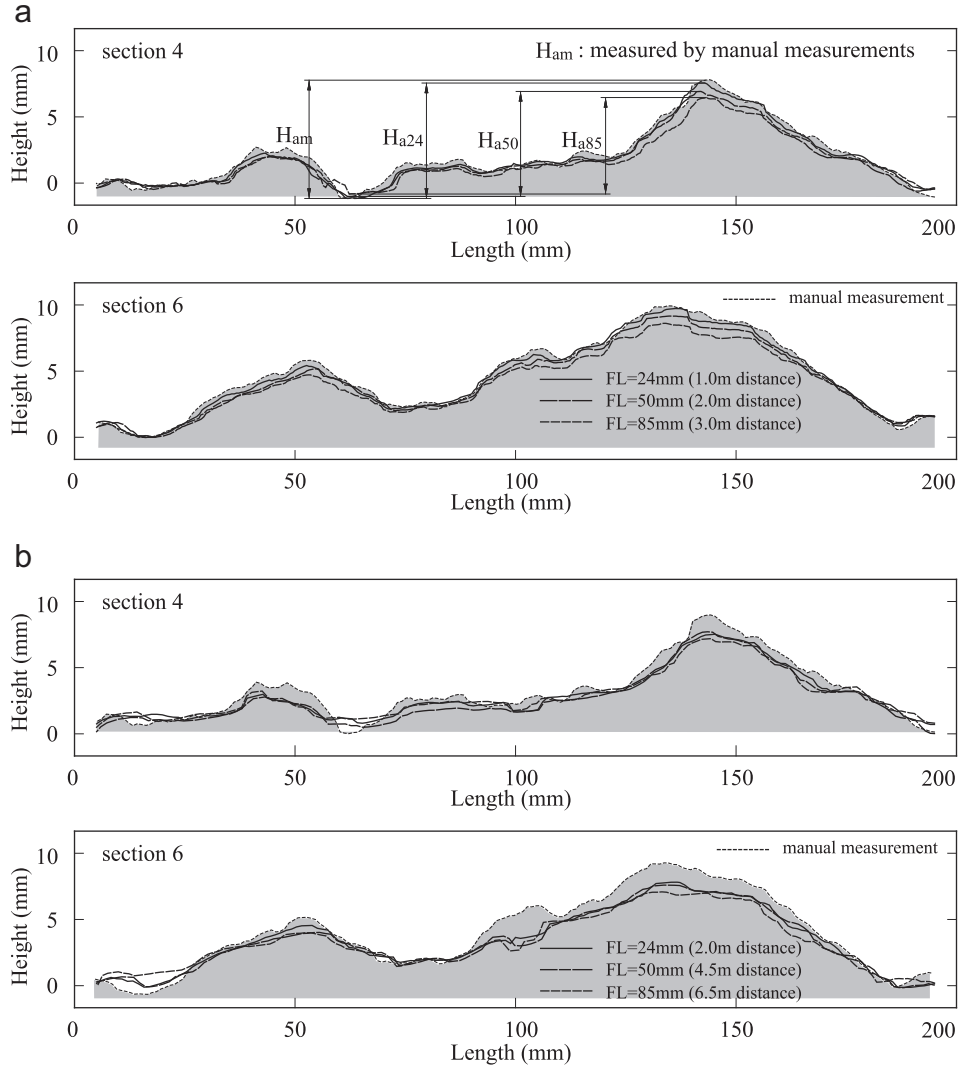 a
section 4
Ham : measured by manual measurements
Ham
Ha24
Ha50
Ha85
Height (mm)
10
5
0
0
50
100
150
200
Length (mm)
section 6
manual measurement
FL=24mm (1.0m distance)
FL=50mm (2.0m distance)
FL=85mm (3.0m distance)
Height (mm)
10
5
0
0
50
100
150
200
Length (mm)
b
section 4
Height (mm)
10
5
0
0
50
100
150
200
Length (mm)
section 6
manual measurement
FL=24mm (2.0m distance)
FL=50mm (4.5m distance)
FL=85mm (6.5m distance)
Height (mm)
10
5
0
0
50
100
150
200
Length (mm)